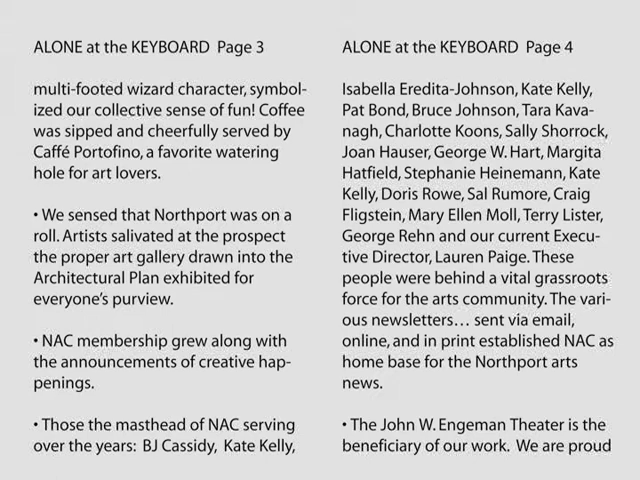 ALONE at the KEYBOARD  Page 3
multi-footed wizard character, symbol-
ized our collective sense of fun! Coffee
was sipped and cheerfully served by
Caffé Portofino, a favorite watering
hole for art lovers.
• We sensed that Northport was on a
roll. Artists salivated at the prospect
the proper art gallery drawn into the
Architectural Plan exhibited for
everyone's purview.
• NAC membership grew along with
the announcements of creative hap-
penings.
• Those the masthead of NAC serving
over the years:  BJ Cassidy,  Kate Kelly,
ALONE at the KEYBOARD  Page 4
Isabella Eredita-Johnson, Kate Kelly,
Pat Bond, Bruce Johnson, Tara Kava-
nagh, Charlotte Koons, Sally Shorrock,
Joan Hauser, George W. Hart, Margita
Hatfield, Stephanie Heinemann, Kate
Kelly, Doris Rowe, Sal Rumore, Craig
Fligstein, Mary Ellen Moll, Terry Lister,
George Rehn and our current Execu-
tive Director, Lauren Paige. These
people were behind a vital grassroots
force for the arts community. The vari-
ous newsletters… sent via email,
online, and in print established NAC as
home base for the Northport arts
news.
• The John W. Engeman Theater is the
beneficiary of our work.  We are proud